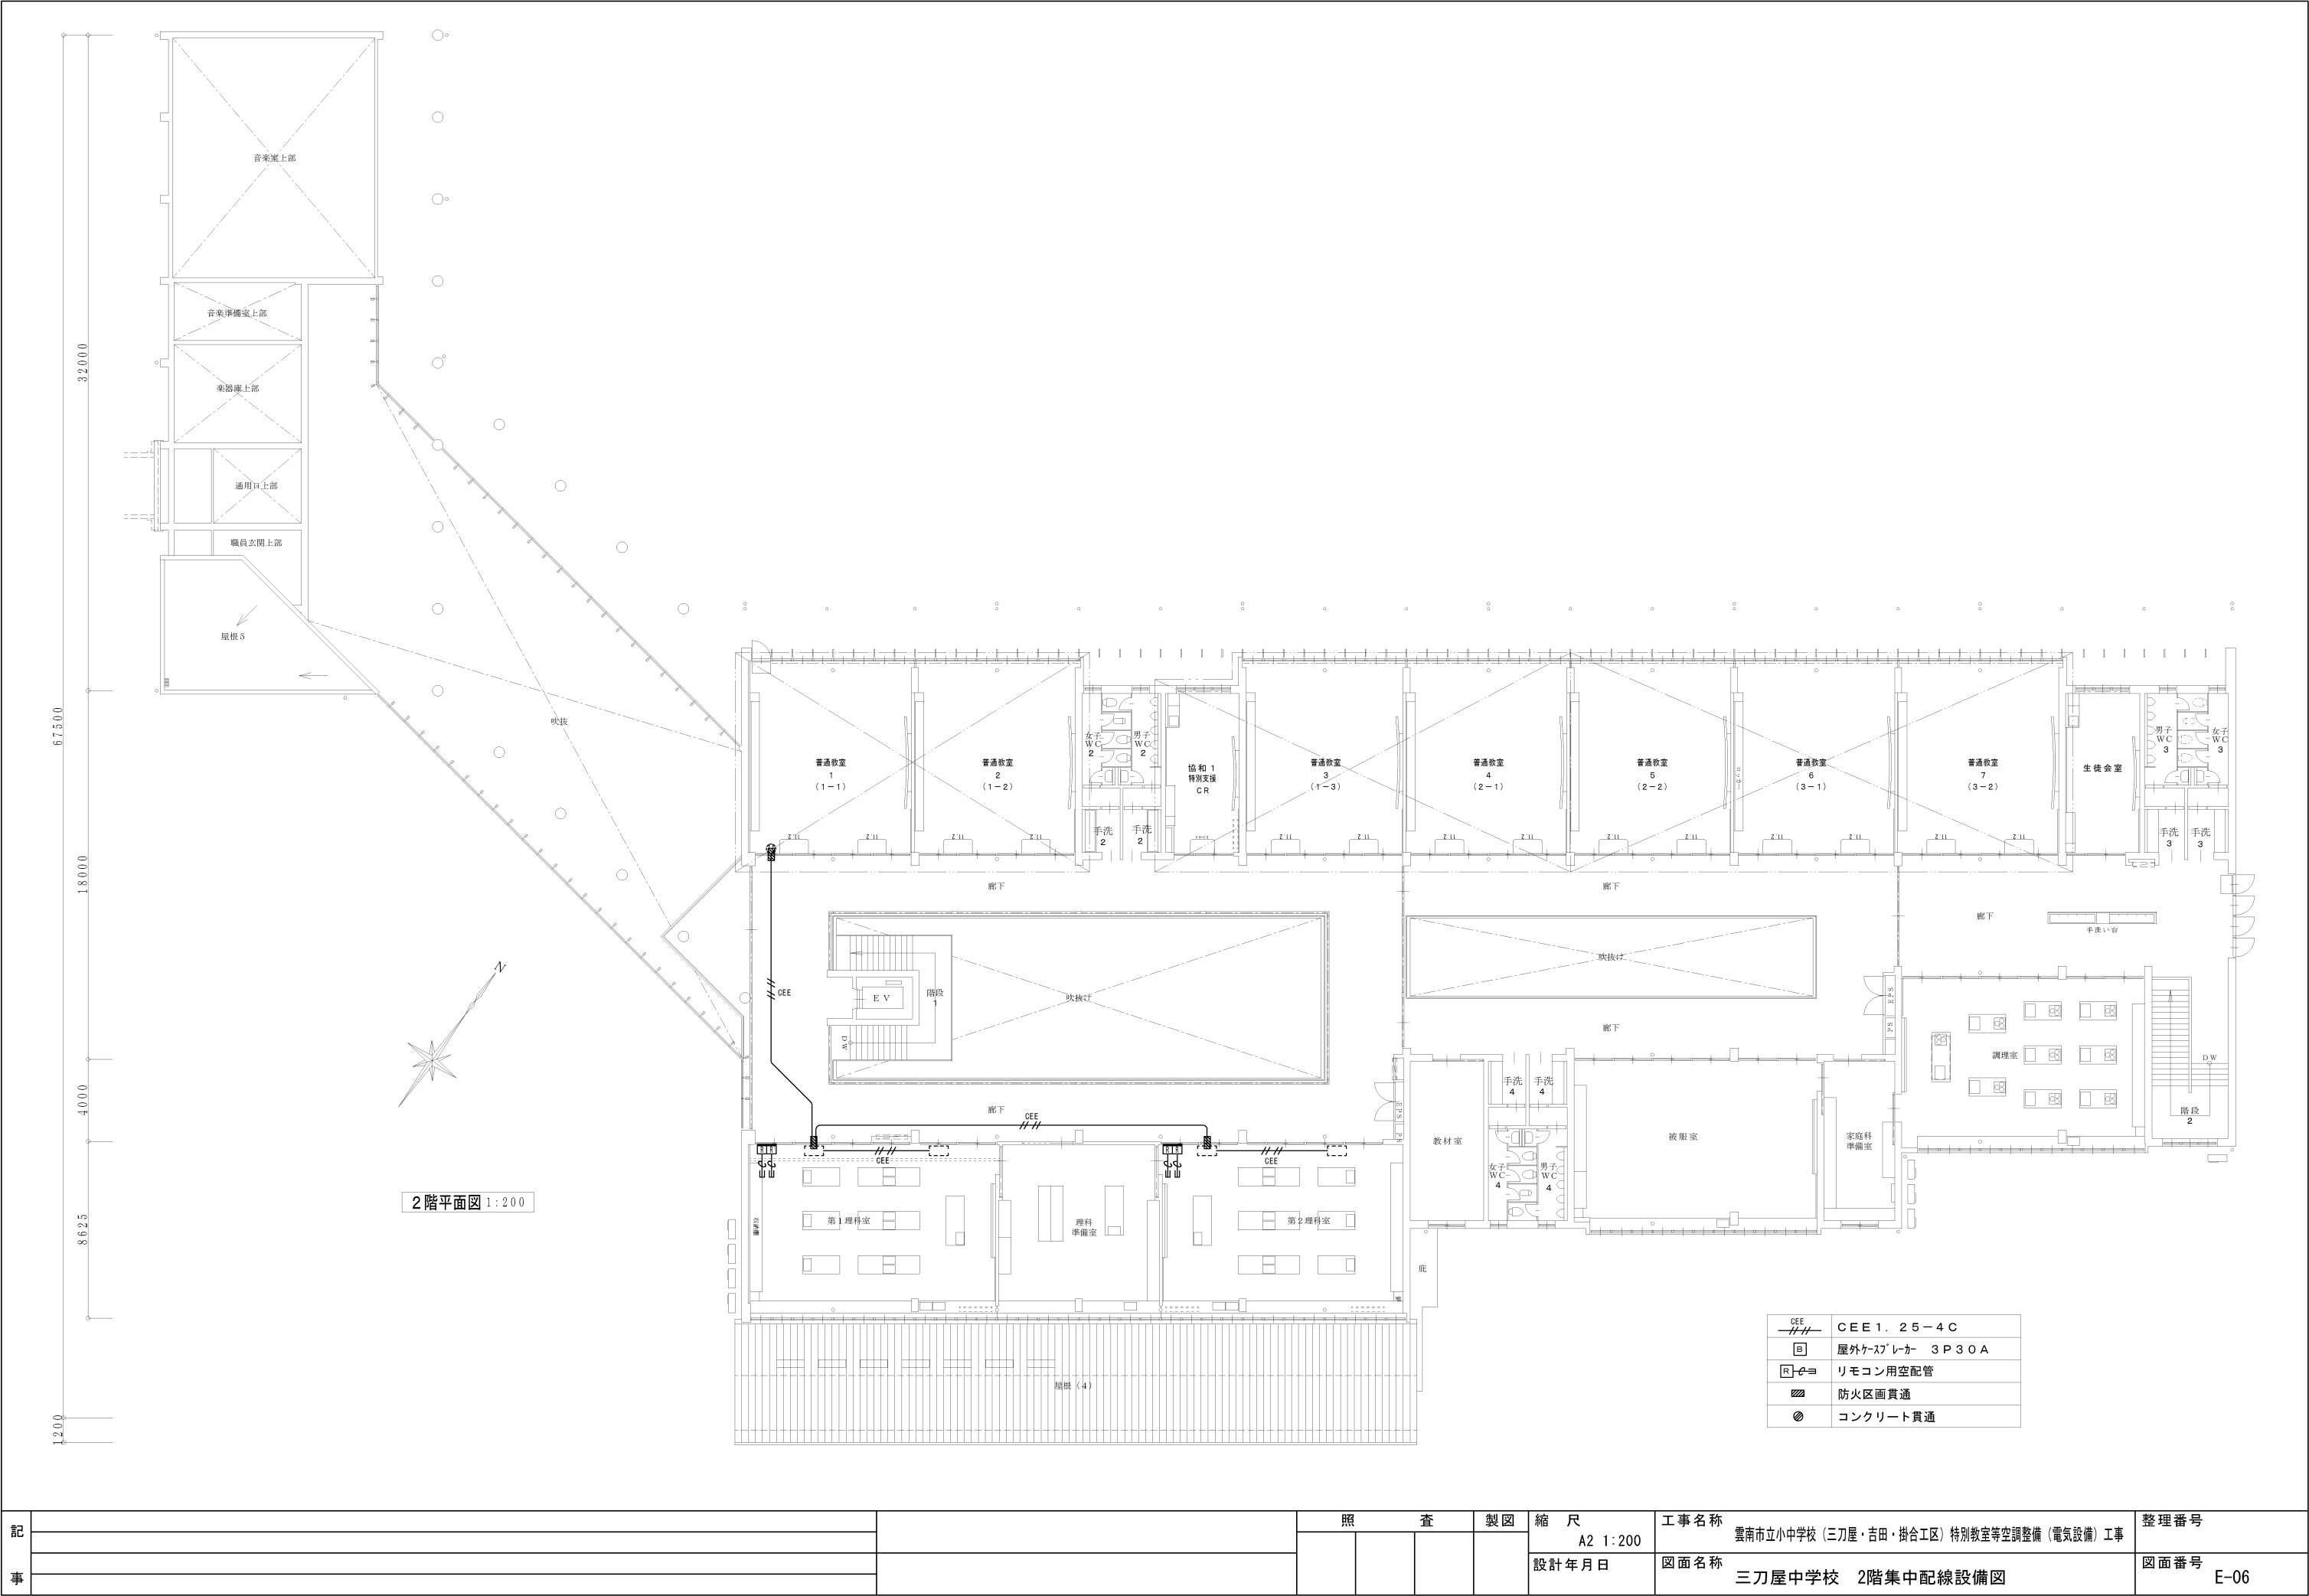 音楽室上部
音楽準備室上部
楽器庫上部
通用口上部
職員玄関上部
屋根5
吹抜
32000
67500
18000
4000
8625
1200
N
2階平面図 1:200
普通教室
1
(1-1)
普通教室
2
(1-2)
女子
WC
2
男子
WC
2
手洗
2
手洗
2
協和1
特別支援
CR
普通教室
3
(1-3)
普通教室
4
(2-1)
普通教室
5
(2-2)
普通教室
6
(3-1)
普通教室
7
(3-2)
生徒会室
男子
WC
3
女子
WC
3
手洗
3
手洗
3
廊下
廊下
廊下
手洗い台
CEE
EV
階段
1
DW
吹抜け
吹抜け
廊下
廊下
EPS
PS
調理室
DW
階段
2
CEE
CEE
CEE
EPS
PS
手洗
4
手洗
4
教材室
女子
WC
4
男子
WC
4
被服室
家庭科
準備室
第1理科室
理科
準備室
第2理科室
庇
屋根(4)
CEE
CEE1.25-4C
B
屋外ケースブレーカー 3P30A
R
リモコン用空配管
防火区画貫通
コンクリート貫通
記事
照査
製図
縮尺
A2 1:200
設計年月日
工事名称
雲南市立小中学校(三刀屋・吉田・掛合工区)特別教室等空調整備(電気設備)工事
図面名称
三刀屋中学校 2階集中配線設備図
整理番号
図面番号
E-06